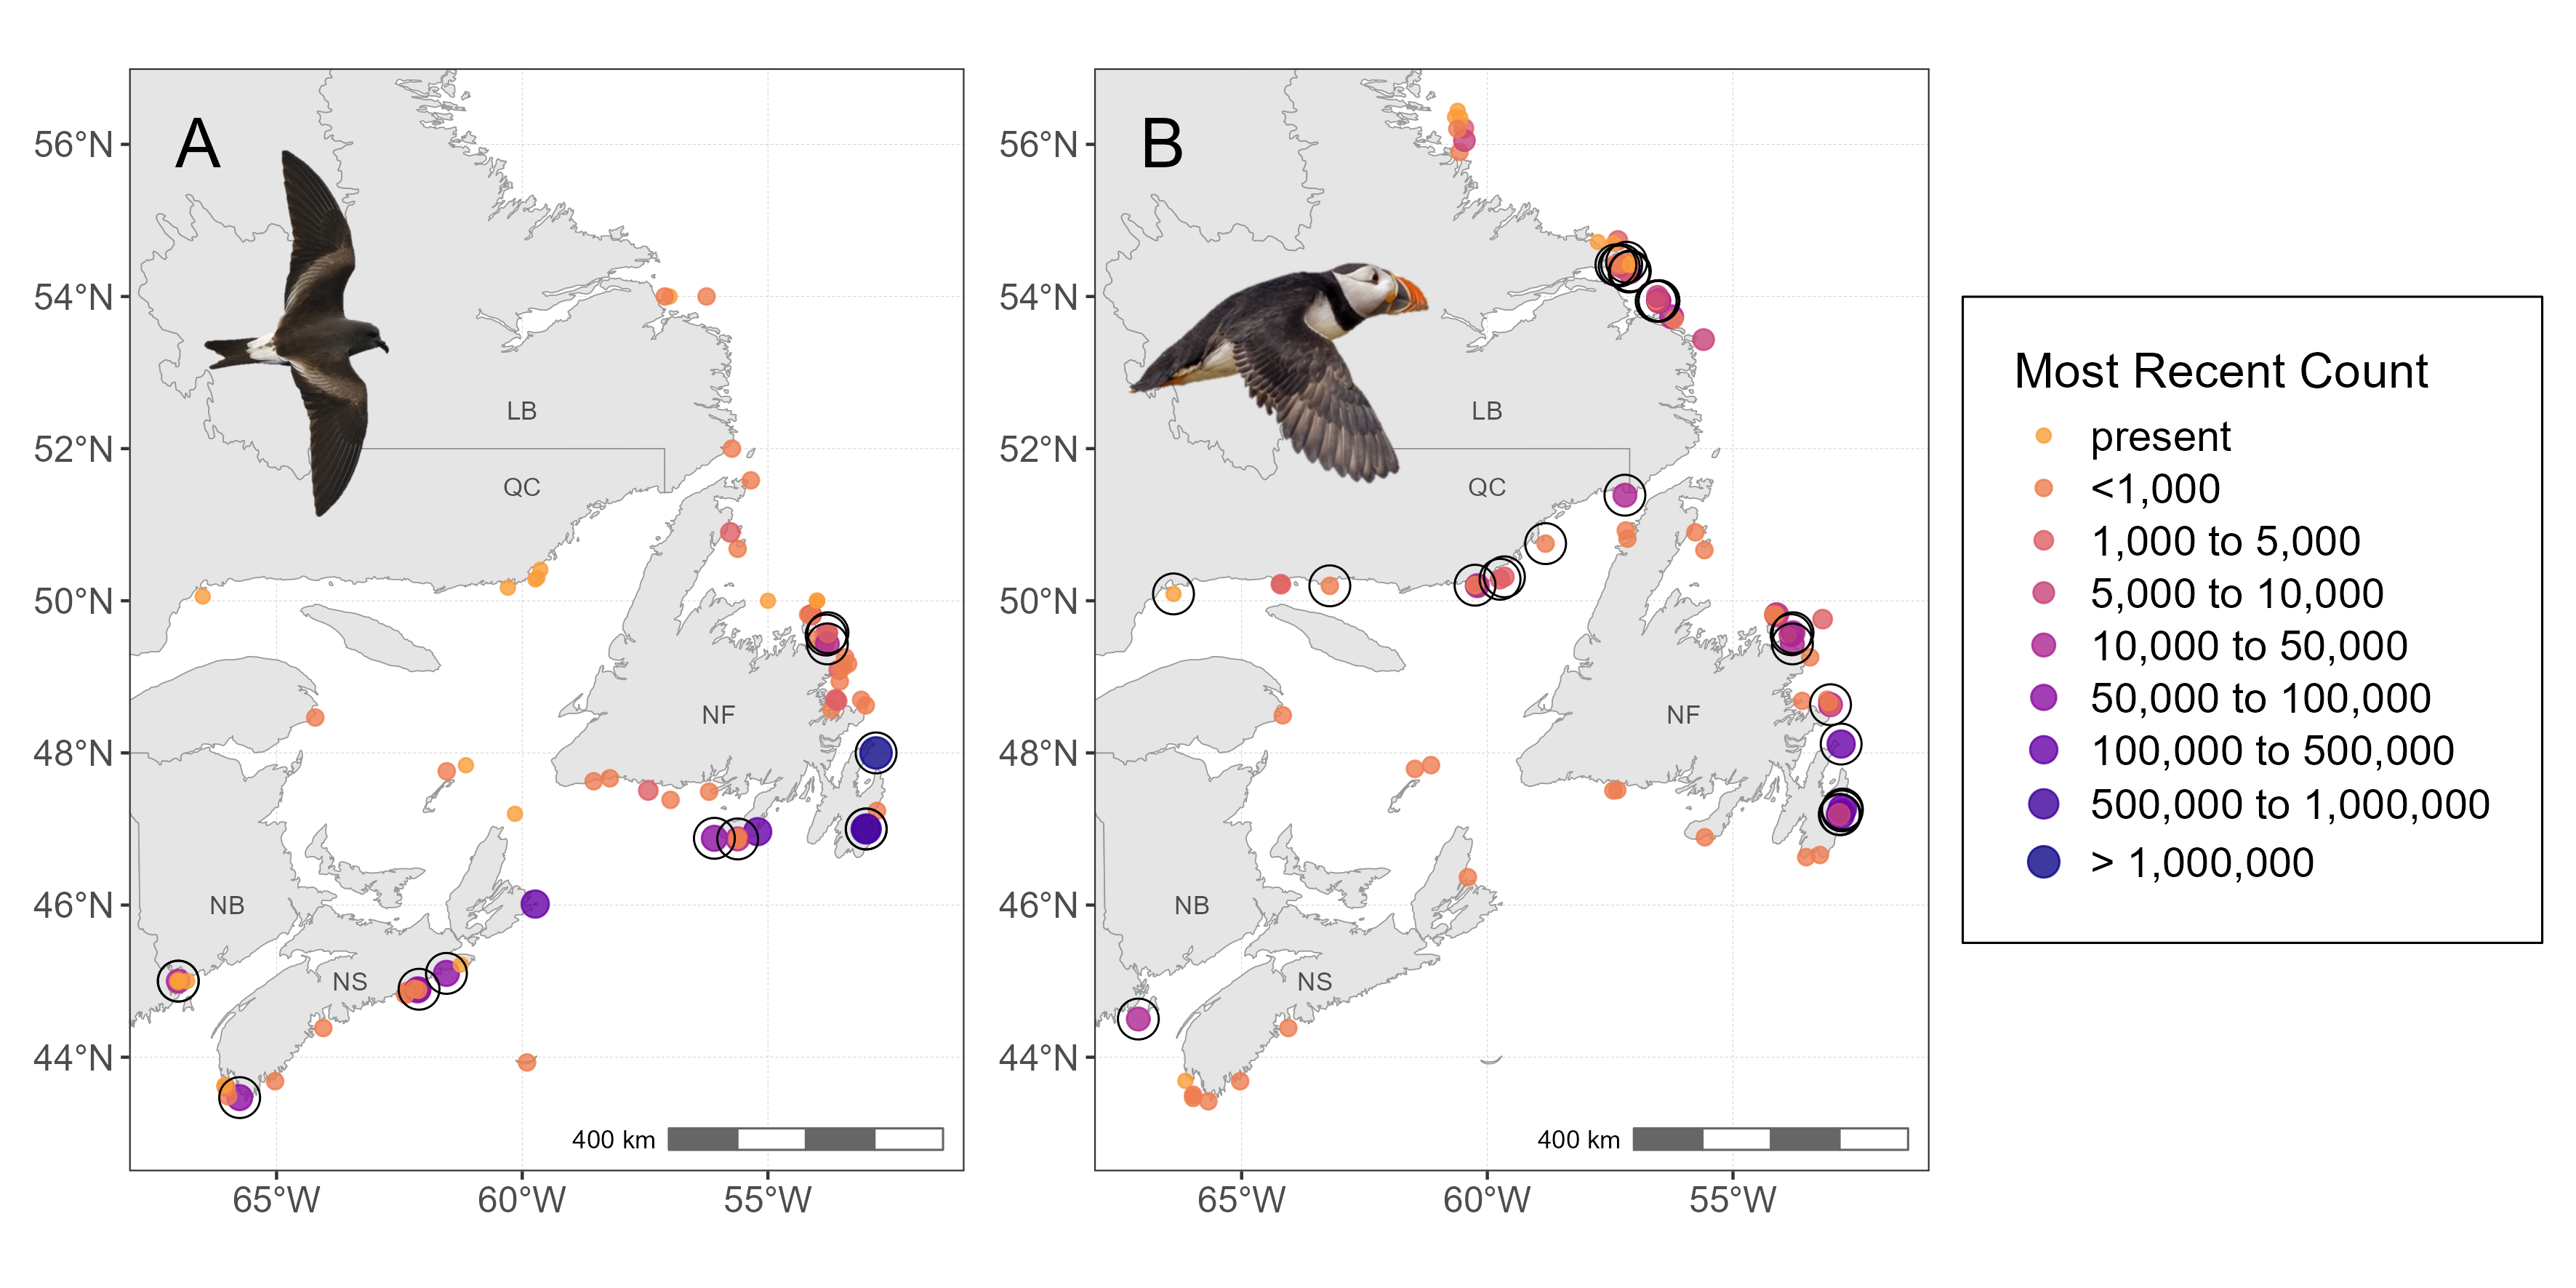 A
56°N
54°N
52°N
50°N
48°N
46°N
44°N
LB
QC
NF
NB
NS
400 km
65°W
60°W
55°W
B
56°N
54°N
52°N
50°N
48°N
46°N
44°N
LB
QC
NF
NB
NS
400 km
65°W
60°W
55°W
Most Recent Count
present
<1,000
1,000 to 5,000
5,000 to 10,000
10,000 to 50,000
50,000 to 100,000
100,000 to 500,000
500,000 to 1,000,000
> 1,000,000